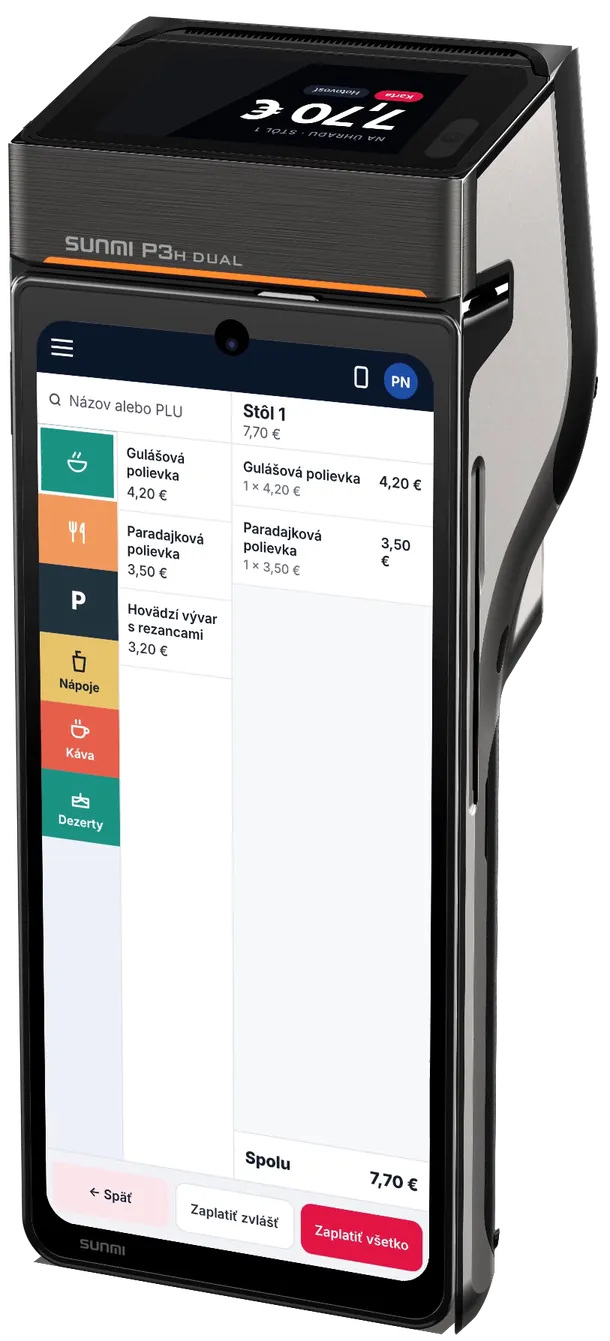 NA ÚHRADU · STÔL 1
7,70 €
Karta
Hotovosť
SUNMI P3H DUAL
PN
Názov alebo PLU
Stôl 1
7,70 €
Gulášová
polievka
4,20 €
Paradajková
polievka
3,50 €
Hovädzí vývar
s rezancami
3,20 €
P
Nápoje
Káva
Dezerty
Gulášová polievka 4,20 €
1 × 4,20 €
Paradajková
polievka
3,50
€
1 × 3,50 €
Spolu 7,70 €
← Späť
Zaplatiť zvlášť
Zaplatiť všetko
SUNMI